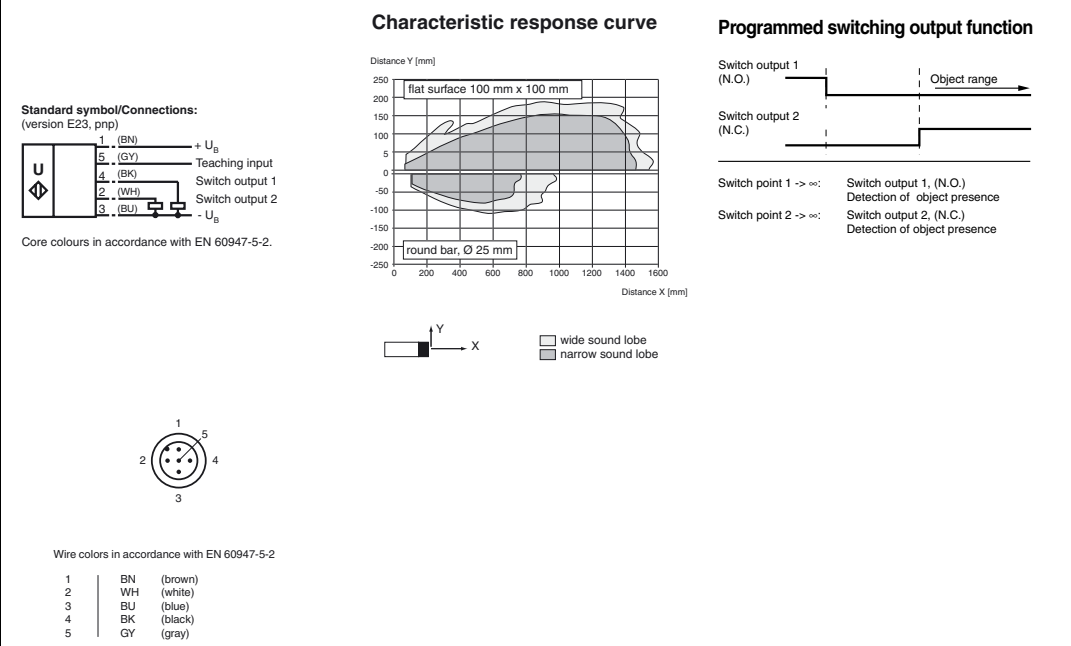 Characteristic response curve
Programmed switching output function
Standard symbol/Connections:
(version E23, pnp)
U
1 (BN)
+ UB
5 (GY)
Teaching input
4 (BK)
Switch output 1
2 (WH)
Switch output 2
3 (BU)
- UB
Core colours in accordance with EN 60947-5-2.
Distance Y [mm]
250
200
150
100
5
0
-50
-100
-150
-200
-250
flat surface 100 mm x 100 mm
round bar, Ø 25 mm
0 200 400 600 800 1000 1200 1400 1600
Distance X [mm]
Y
X
wide sound lobe
narrow sound lobe
Switch output 1
(N.O.)
Object range
Switch output 2
(N.C.)
Switch point 1 -> ∞: Switch output 1, (N.O.)
Detection of object presence
Switch point 2 -> ∞: Switch output 2, (N.C.)
Detection of object presence
1
5
2
4
3
Wire colors in accordance with EN 60947-5-2
1 BN (brown)
2 WH (white)
3 BU (blue)
4 BK (black)
5 GY (gray)